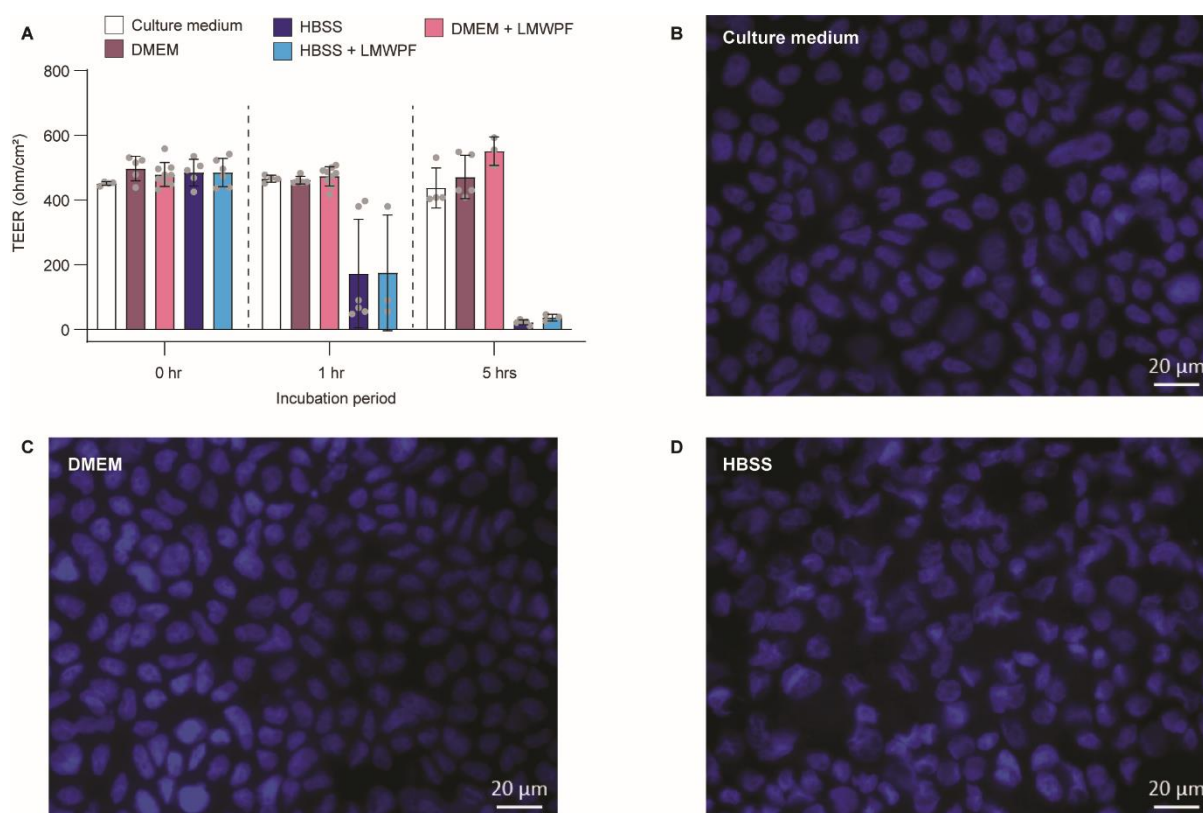 A
Culture medium
DMEM
HBSS
HBSS + LMWPF
DMEM + LMWPF
TEER (ohm/cm²)
800
600
400
200
0
0 hr
1 hr
5 hrs
Incubation period
B
Culture medium
20 µm
C
DMEM
20 µm
D
HBSS
20 µm